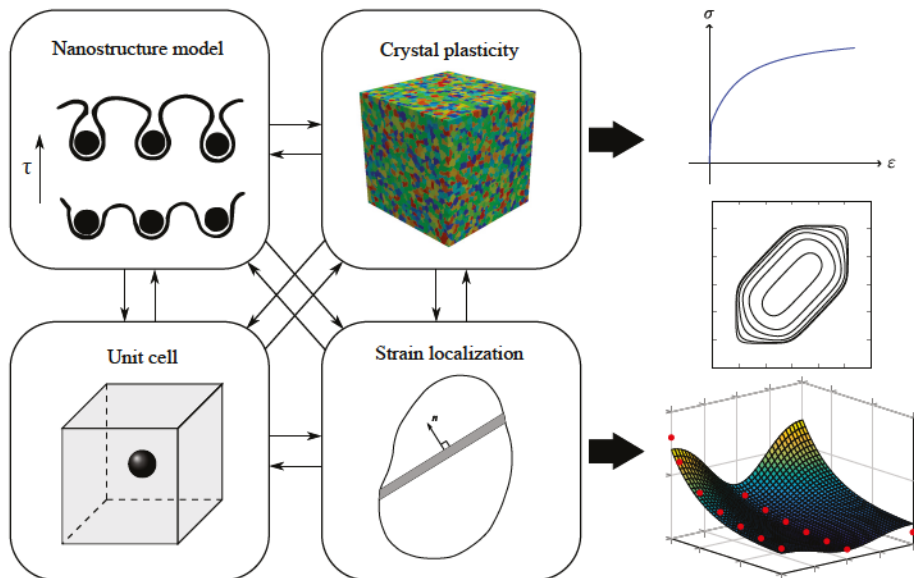 Nanostructure model
τ
Crystal plasticity
σ
ε
Unit cell
Strain localization
n